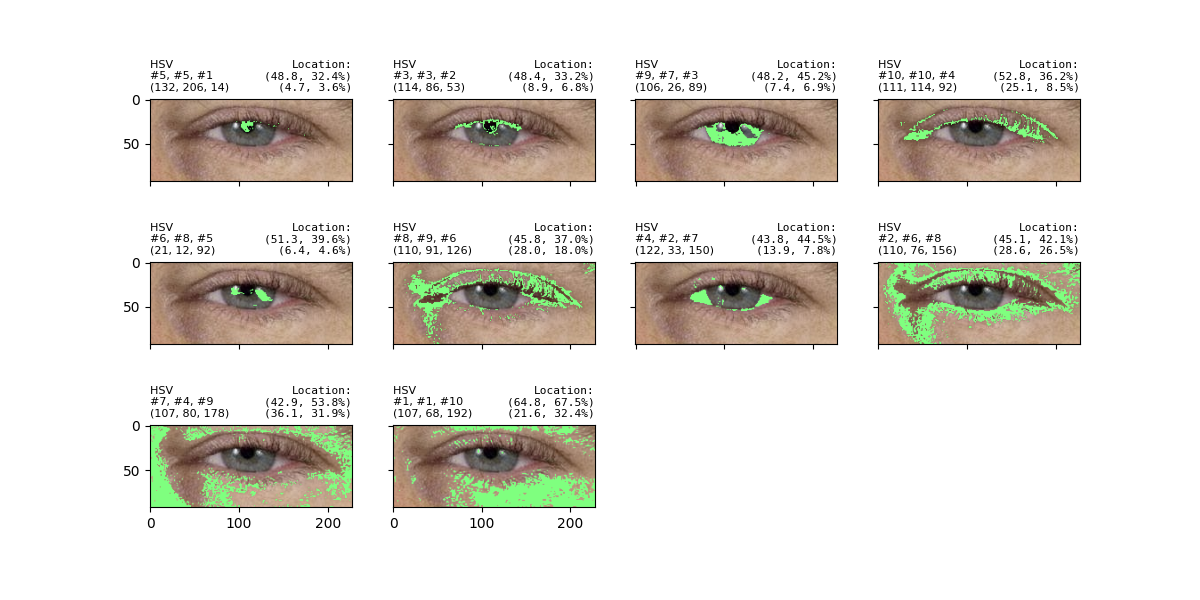 HSV Location:
#5, #5, #1 (48.8, 32.4%)
(132, 206, 14) (4.7, 3.6%)
HSV Location:
#3, #3, #2 (48.4, 33.2%)
(114, 86, 53) (8.9, 6.8%)
HSV Location:
#9, #7, #3 (48.2, 45.2%)
(106, 26, 89) (7.4, 6.9%)
HSV Location:
#10, #10, #4 (52.8, 36.2%)
(111, 114, 92) (25.1, 8.5%)
0
50
HSV Location:
#6, #8, #5 (51.3, 39.6%)
(21, 12, 92) (6.4, 4.6%)
HSV Location:
#8, #9, #6 (45.8, 37.0%)
(110, 91, 126) (28.0, 18.0%)
HSV Location:
#4, #2, #7 (43.8, 44.5%)
(122, 33, 150) (13.9, 7.8%)
HSV Location:
#2, #6, #8 (45.1, 42.1%)
(110, 76, 156) (28.6, 26.5%)
0
50
HSV Location:
#7, #4, #9 (42.9, 53.8%)
(107, 80, 178) (36.1, 31.9%)
HSV Location:
#1, #1, #10 (64.8, 67.5%)
(107, 68, 192) (21.6, 32.4%)
0
50
0 100 200
0 100 200